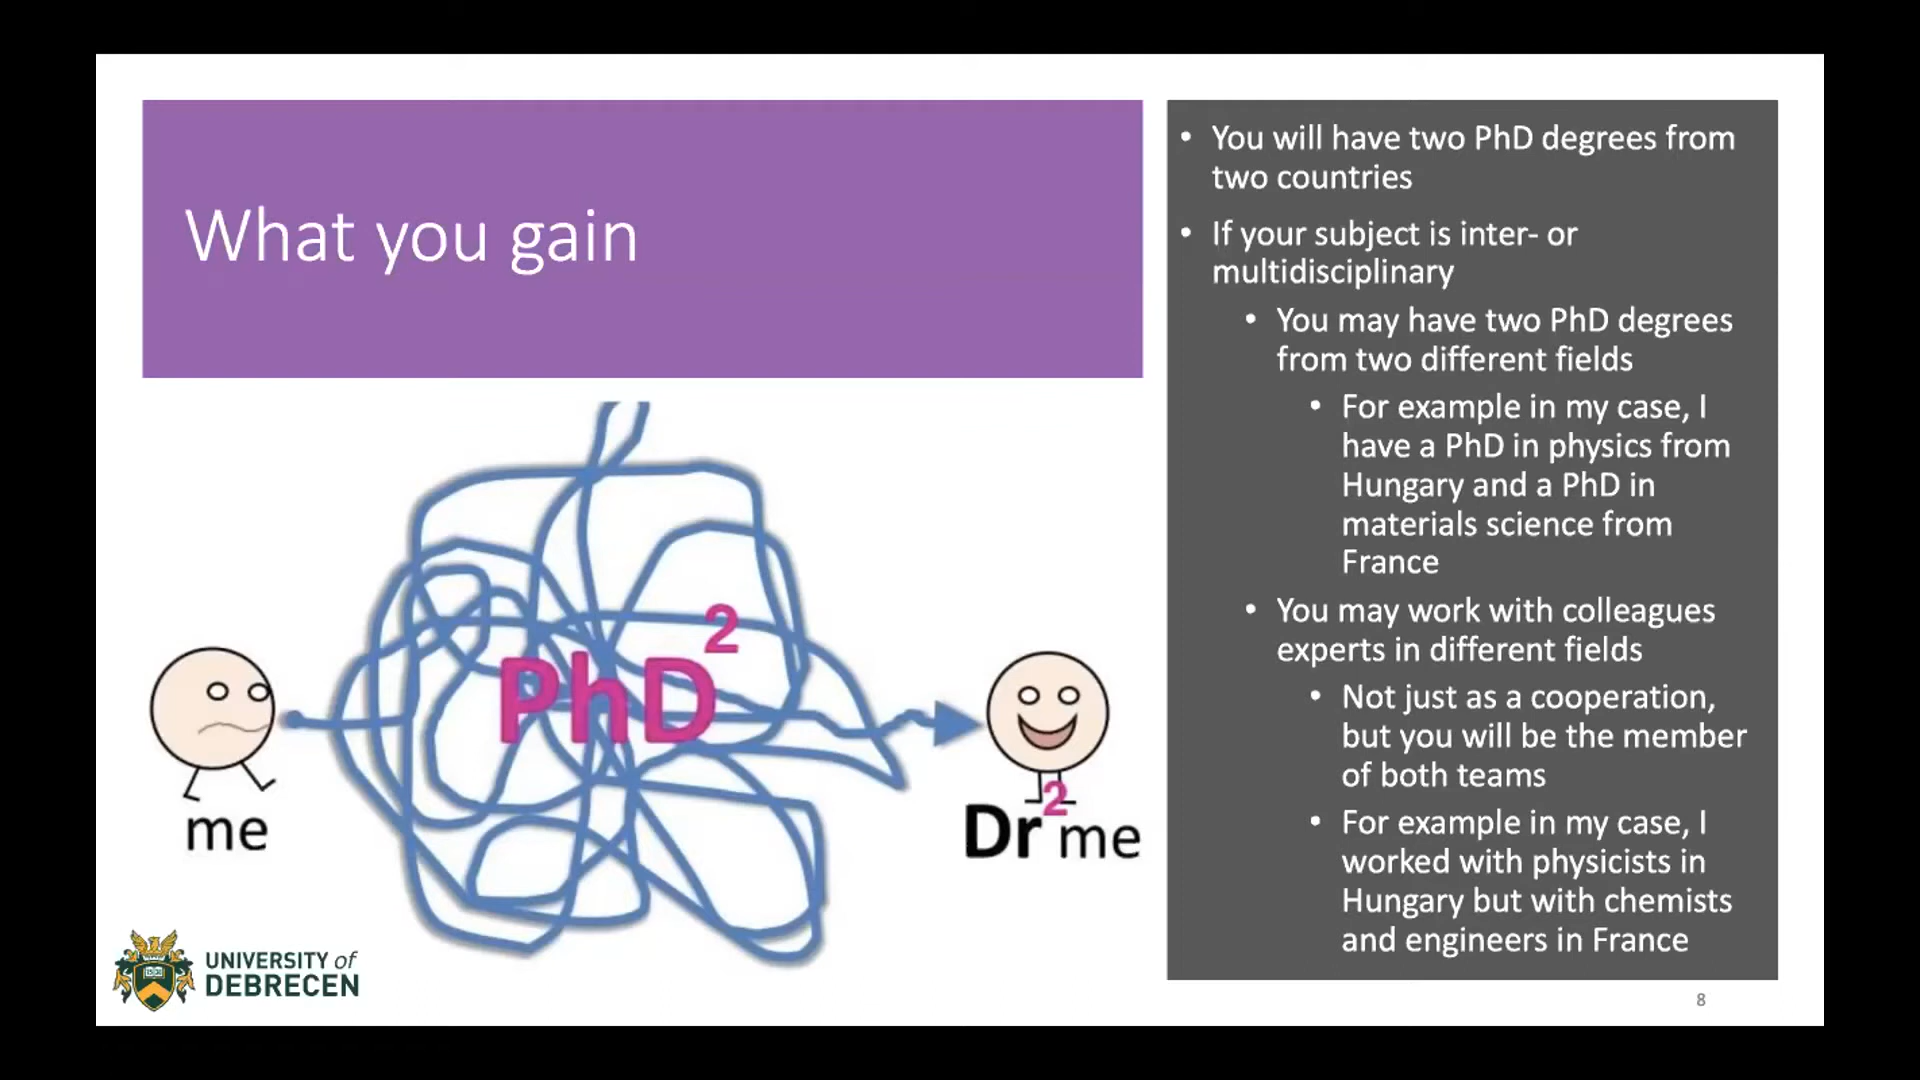 What you gain
PhD
2
me
Dr
2
me
UNIVERSITY of
DEBRECEN
• You will have two PhD degrees from
two countries
• If your subject is inter- or
multidisciplinary
• You may have two PhD degrees
from two different fields
• For example in my case, I
have a PhD in physics from
Hungary and a PhD in
materials science from
France
• You may work with colleagues
experts in different fields
• Not just as a cooperation,
but you will be the member
of both teams
• For example in my case, I
worked with physicists in
Hungary but with chemists
and engineers in France
8